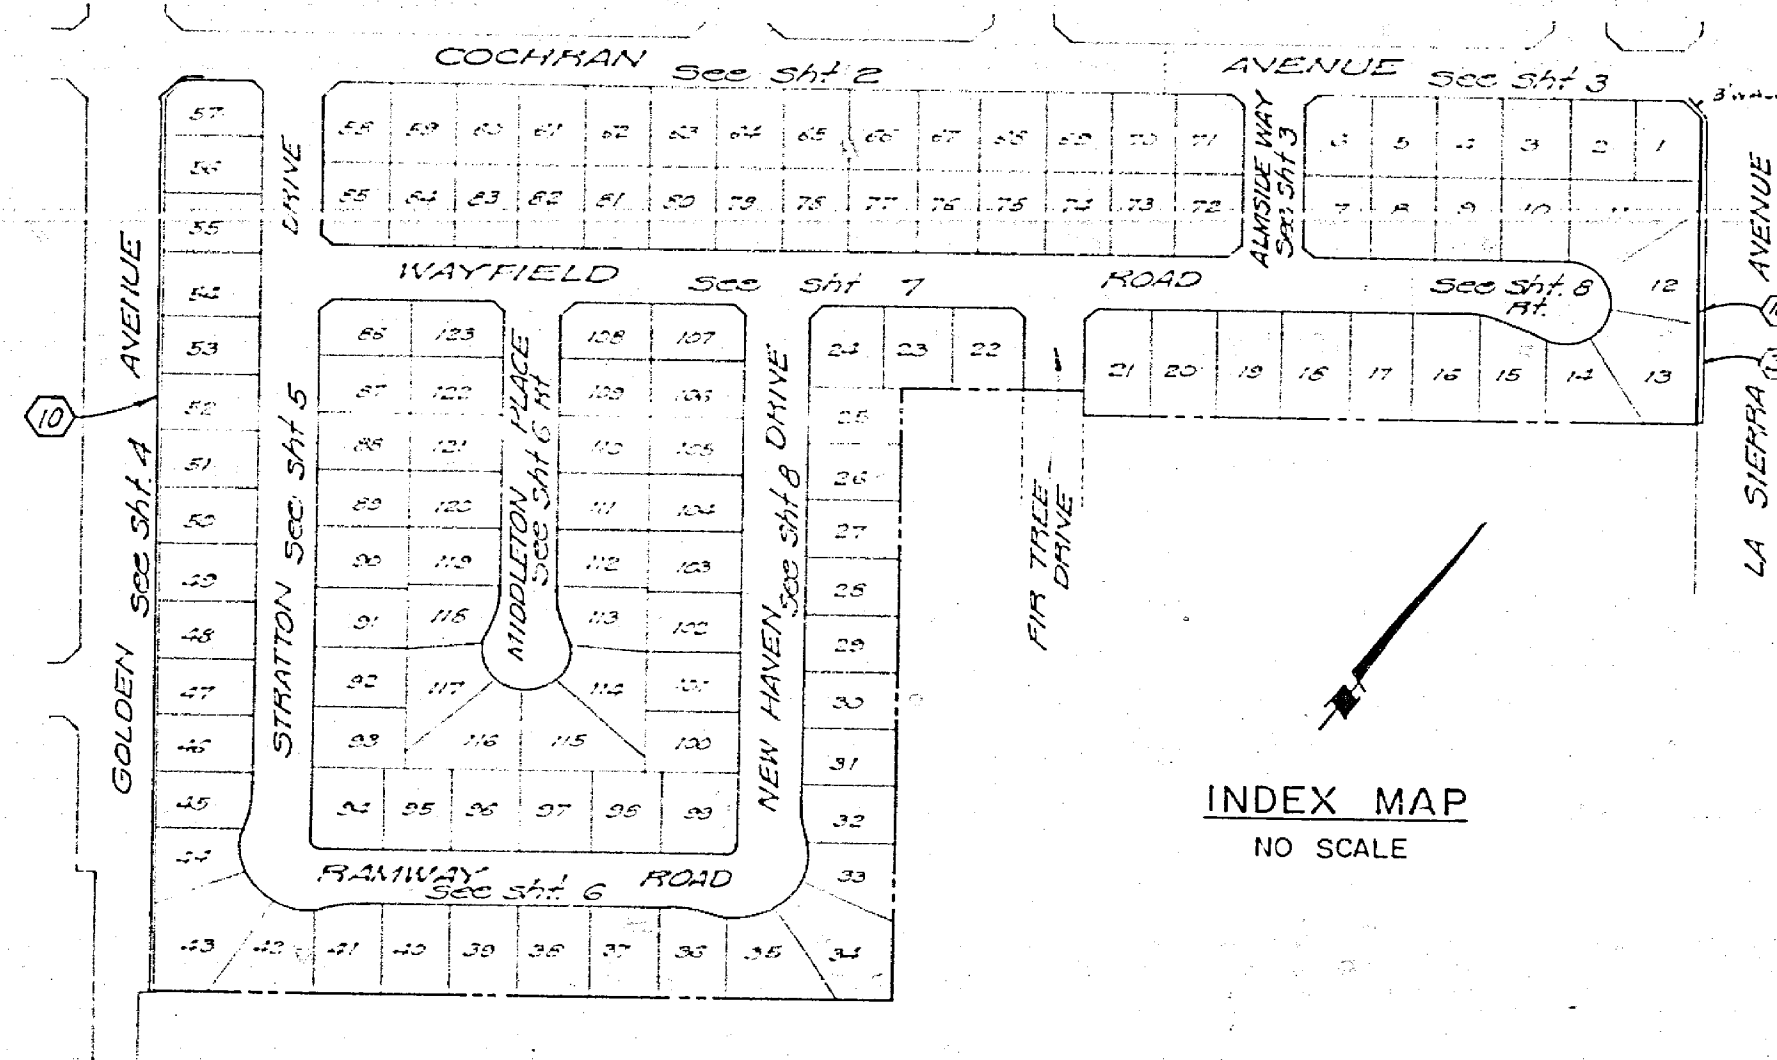 COCHRAN See Sht 2 AVENUE See Sht 3
57
56
55
54
53
52
51
50
49
48
47
46
45
44
43 42 41 40 39 38 37 36 35 34
58 59 60 61 62 63 64 65 66 67 68 69 70 71
85 84 83 82 81 80 79 78 77 76 75 74 73 72
6 5 4 3 2 1
7 8 9 10 11
12
13
DRIVE
ALMSIDE WAY
See Sht 3
WAYFIELD See Sht 7 ROAD See Sht. 8
Rt.
AVENUE
LA SIERRA
GOLDEN See Sht. 4 AVENUE
10
STRATTON See Sht 5
86 123 108 107
87 122 109 106
88 121 110 105
89 120 111 104
90 119 112 103
91 118 113 102
92 117 114 101
93 116 115 100
94 95 96 97 98 99
MIDDLETON PLACE
See Sht 6 Rt
NEW HAVEN DRIVE
See Sht 8
24 23 22
21 20 19 18 17 16 15 14
25
26
27
28
29
30
31
32
33
FIR TREE
DRIVE
RAMWAY ROAD
See Sht. 6
INDEX MAP
NO SCALE